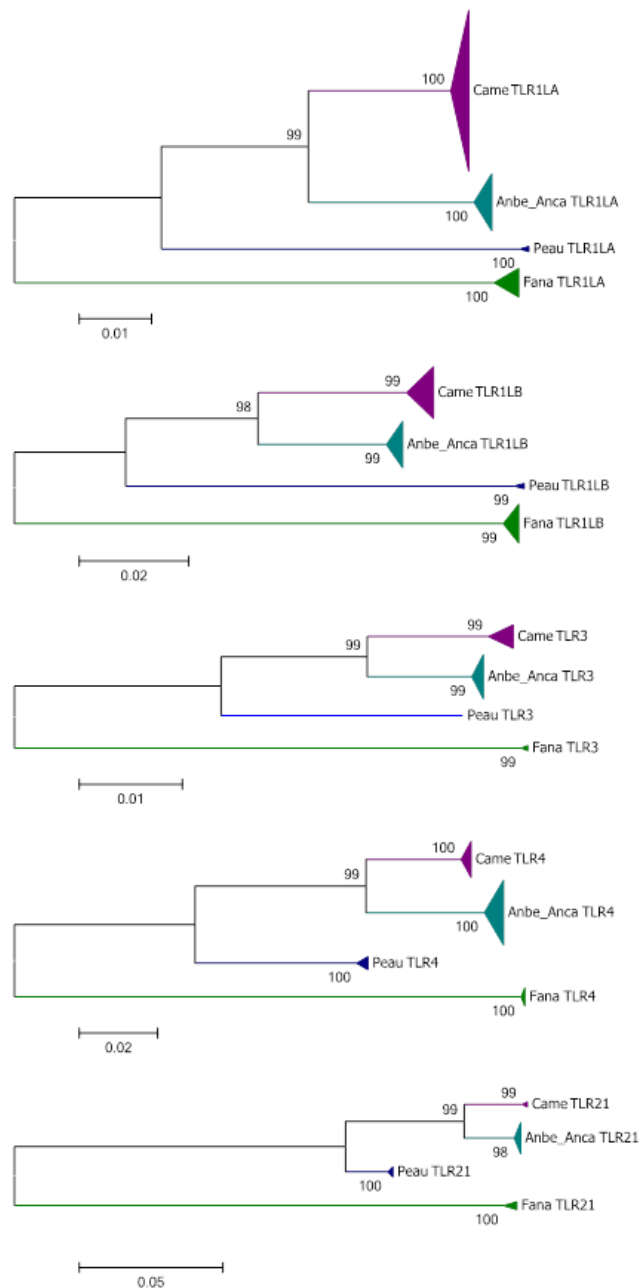 100
Came TLR1LA
99
Anbe_Anca TLR1LA
100
Peau TLR1LA
100
Fana TLR1LA
100
0.01
99
Came TLR1LB
98
Anbe_Anca TLR1LB
99
Peau TLR1LB
99
Fana TLR1LB
99
0.02
99
Came TLR3
99
Anbe_Anca TLR3
99
Peau TLR3
Fana TLR3
99
0.01
100
Came TLR4
99
Anbe_Anca TLR4
100
Peau TLR4
100
Fana TLR4
100
0.02
99
Came TLR21
99
Anbe_Anca TLR21
98
Peau TLR21
100
Fana TLR21
100
0.05